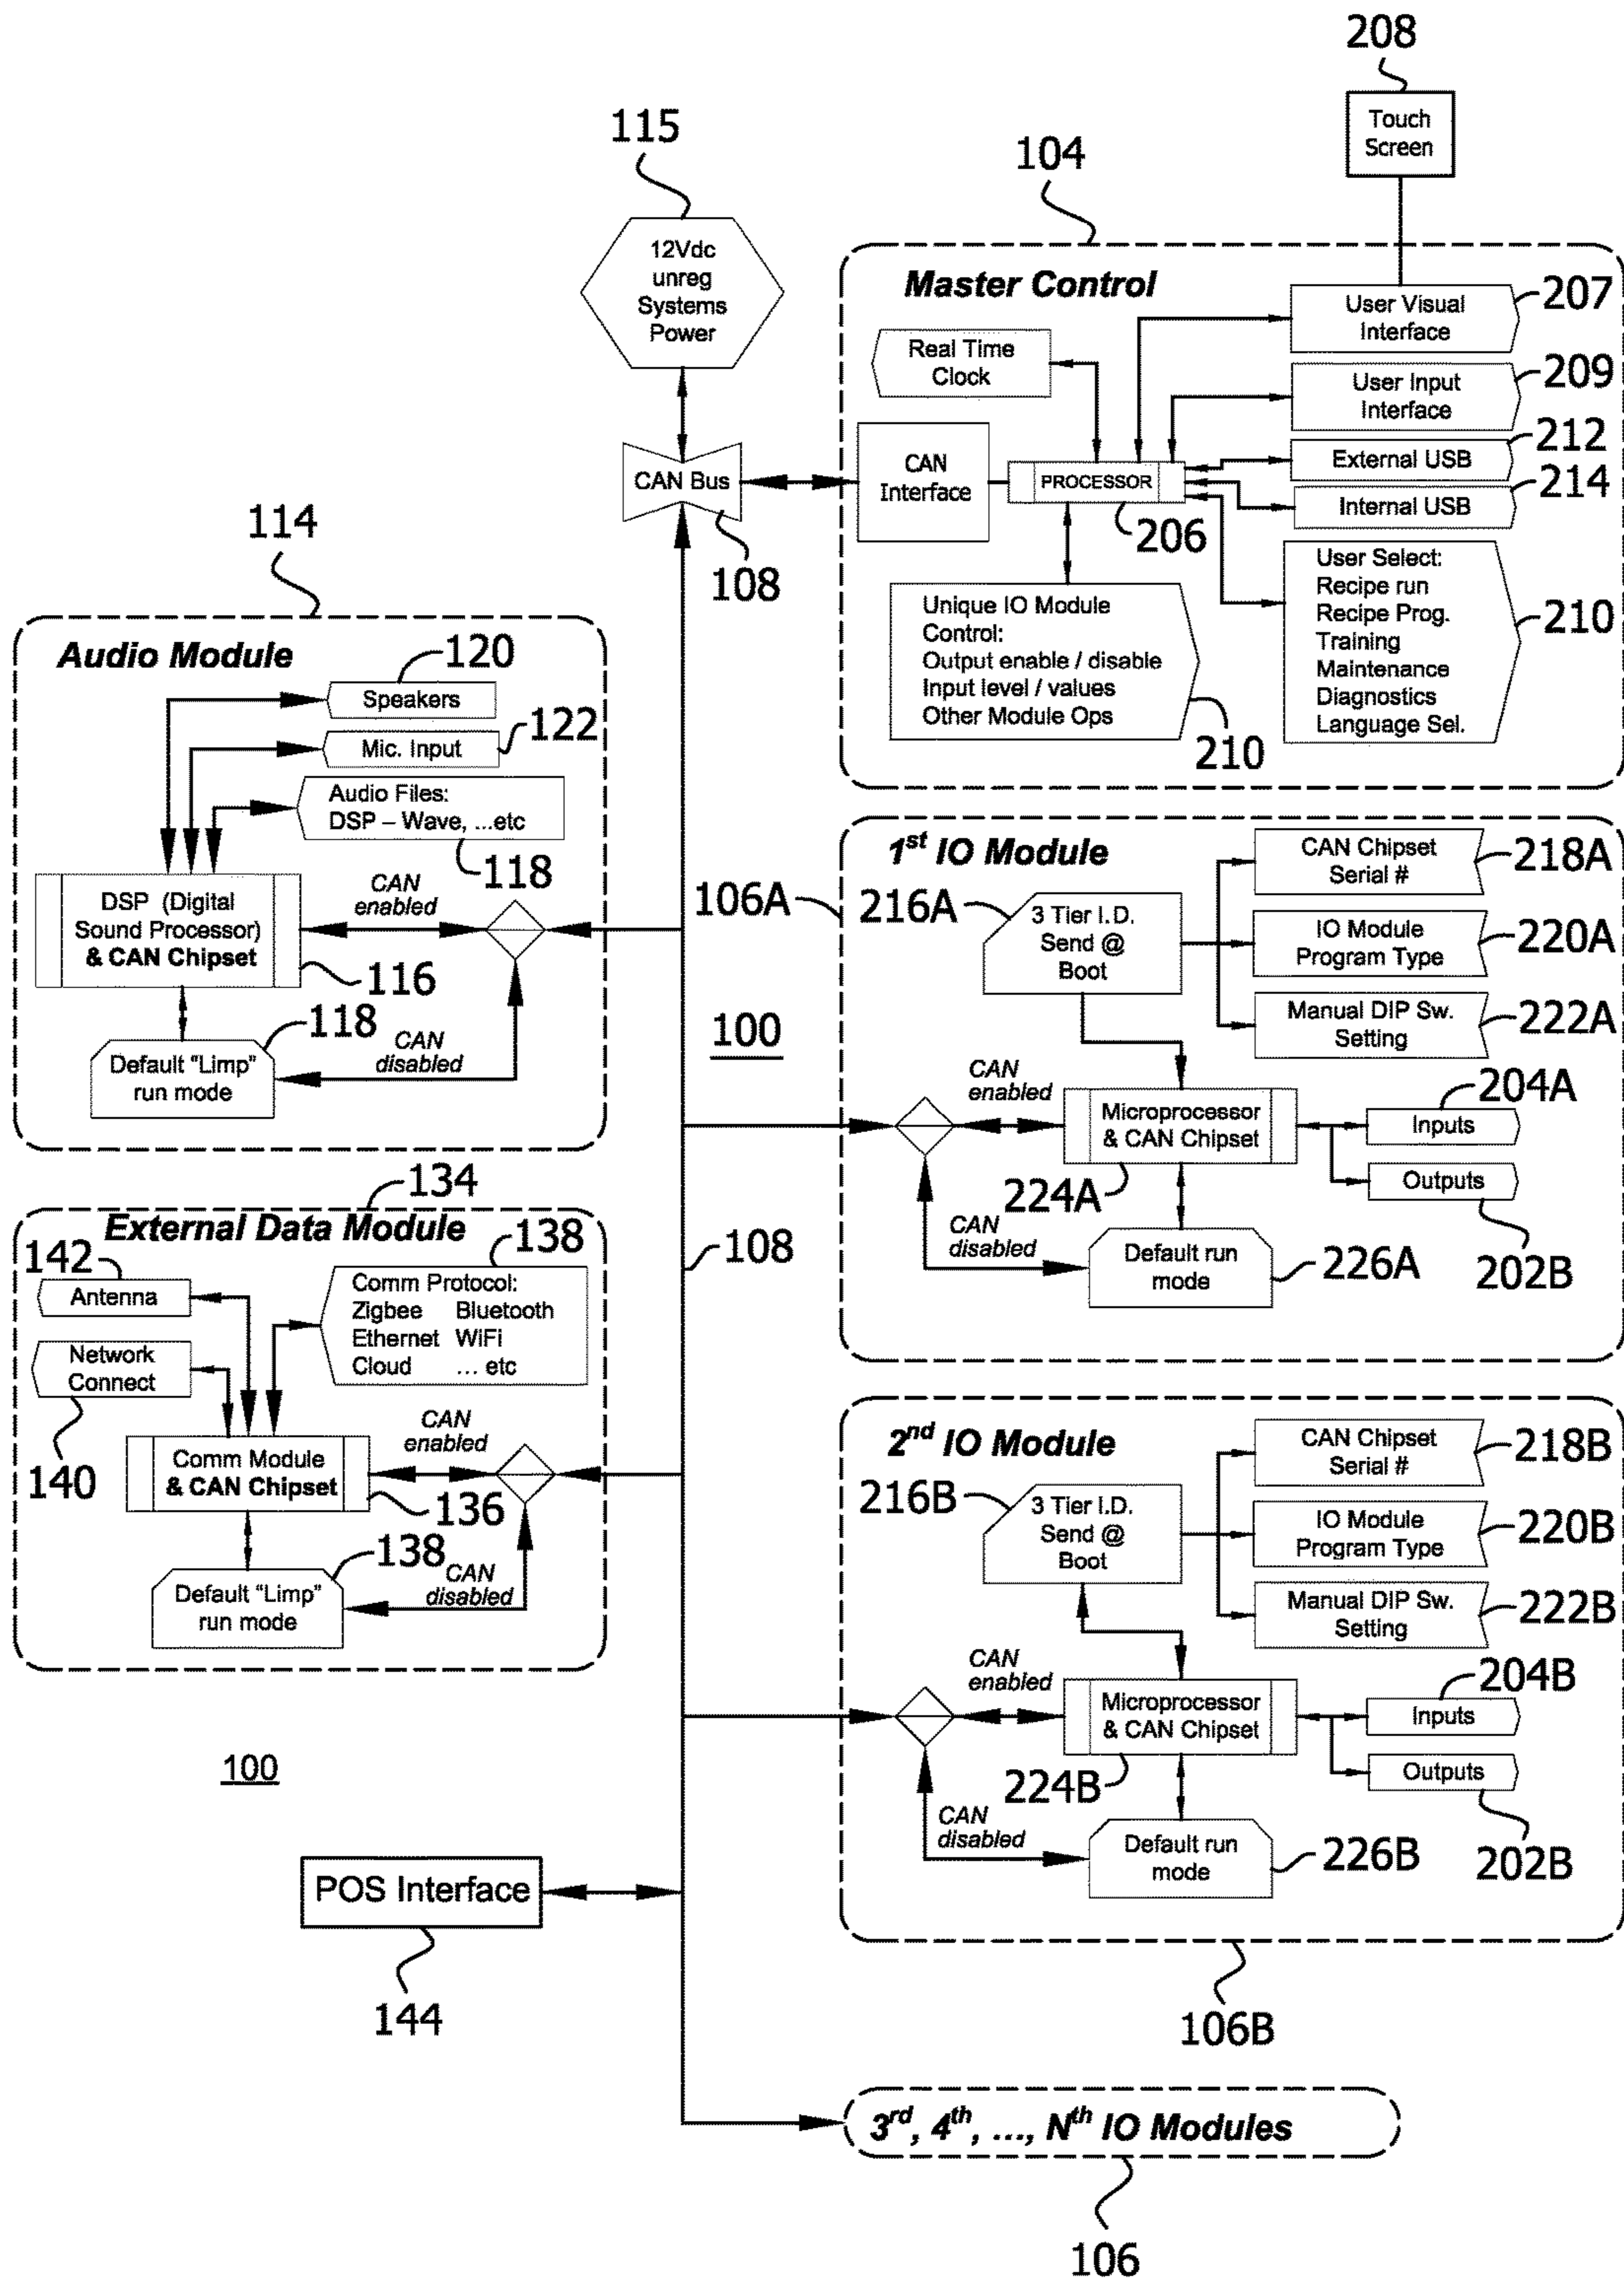 208
Touch
Screen
115
12Vdc
unreg
Systems
Power
104
Master Control
User Visual
Interface
207
Real Time
Clock
User Input
Interface
209
CAN Bus
108
CAN
Interface
PROCESSOR
206
External USB
212
Internal USB
214
Unique IO Module
Control:
Output enable / disable
Input level / values
Other Module Ops
210
User Select:
Recipe run
Recipe Prog.
Training
Maintenance
Diagnostics
Language Sel.
210
114
Audio Module
120
Speakers
Mic. Input
122
Audio Files:
DSP – Wave, ...etc
118
DSP (Digital
Sound Processor)
& CAN Chipset
116
CAN
enabled
118
Default "Limp"
run mode
CAN
disabled
100
1st IO Module
106A
216A
3 Tier I.D.
Send @
Boot
CAN Chipset
Serial #
218A
IO Module
Program Type
220A
Manual DIP Sw.
Setting
222A
CAN
enabled
Microprocessor
& CAN Chipset
224A
204A
Inputs
Outputs
202B
CAN
disabled
Default run
mode
226A
134
External Data Module
142
Antenna
138
Comm Protocol:
Zigbee Bluetooth
Ethernet WiFi
Cloud ... etc
Network
Connect
140
CAN
enabled
Comm Module
& CAN Chipset
136
138
Default "Limp"
run mode
CAN
disabled
108
2nd IO Module
216B
3 Tier I.D.
Send @
Boot
CAN Chipset
Serial #
218B
IO Module
Program Type
220B
Manual DIP Sw.
Setting
222B
CAN
enabled
Microprocessor
& CAN Chipset
224B
204B
Inputs
Outputs
202B
CAN
disabled
Default run
mode
226B
100
POS Interface
144
106B
3rd, 4th, ..., Nth IO Modules
106